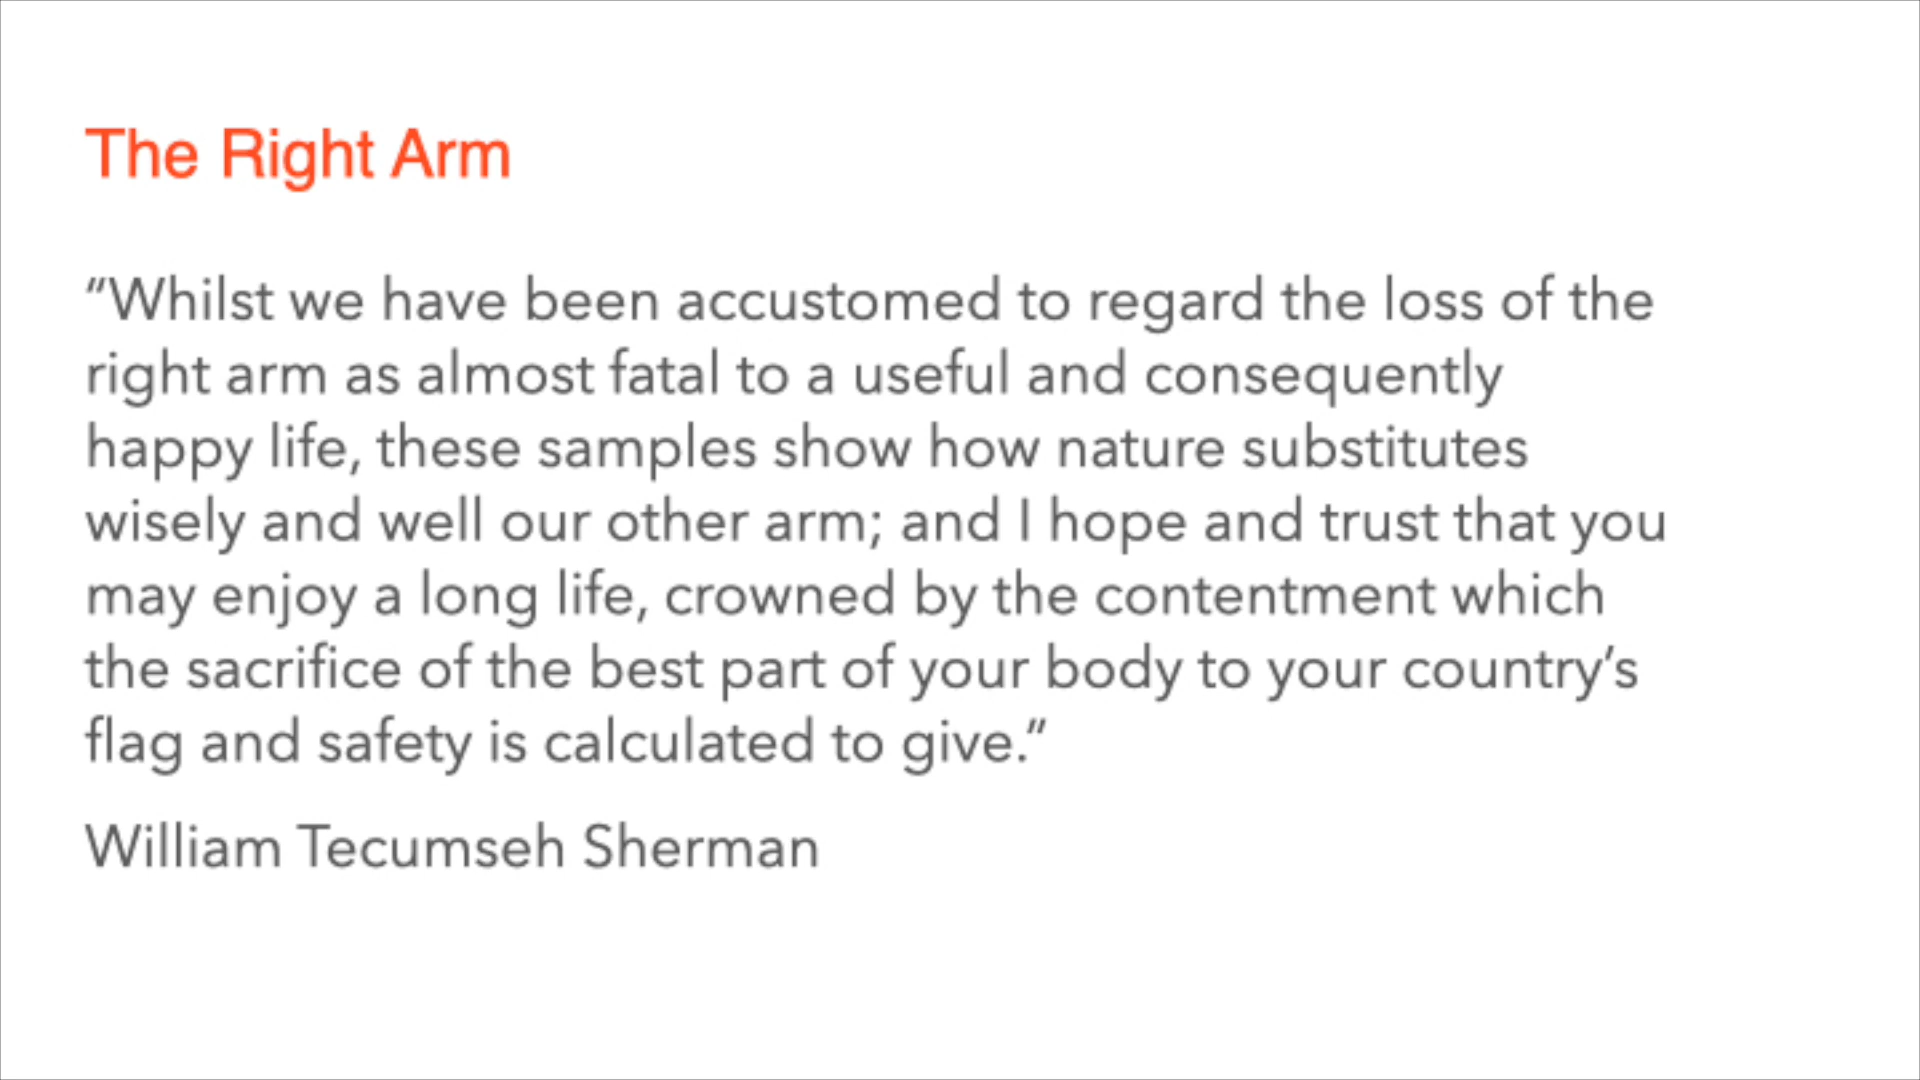 The Right Arm
“Whilst we have been accustomed to regard the loss of the
right arm as almost fatal to a useful and consequently
happy life, these samples show how nature substitutes
wisely and well our other arm; and I hope and trust that you
may enjoy a long life, crowned by the contentment which
the sacrifice of the best part of your body to your country’s
flag and safety is calculated to give.”
William Tecumseh Sherman